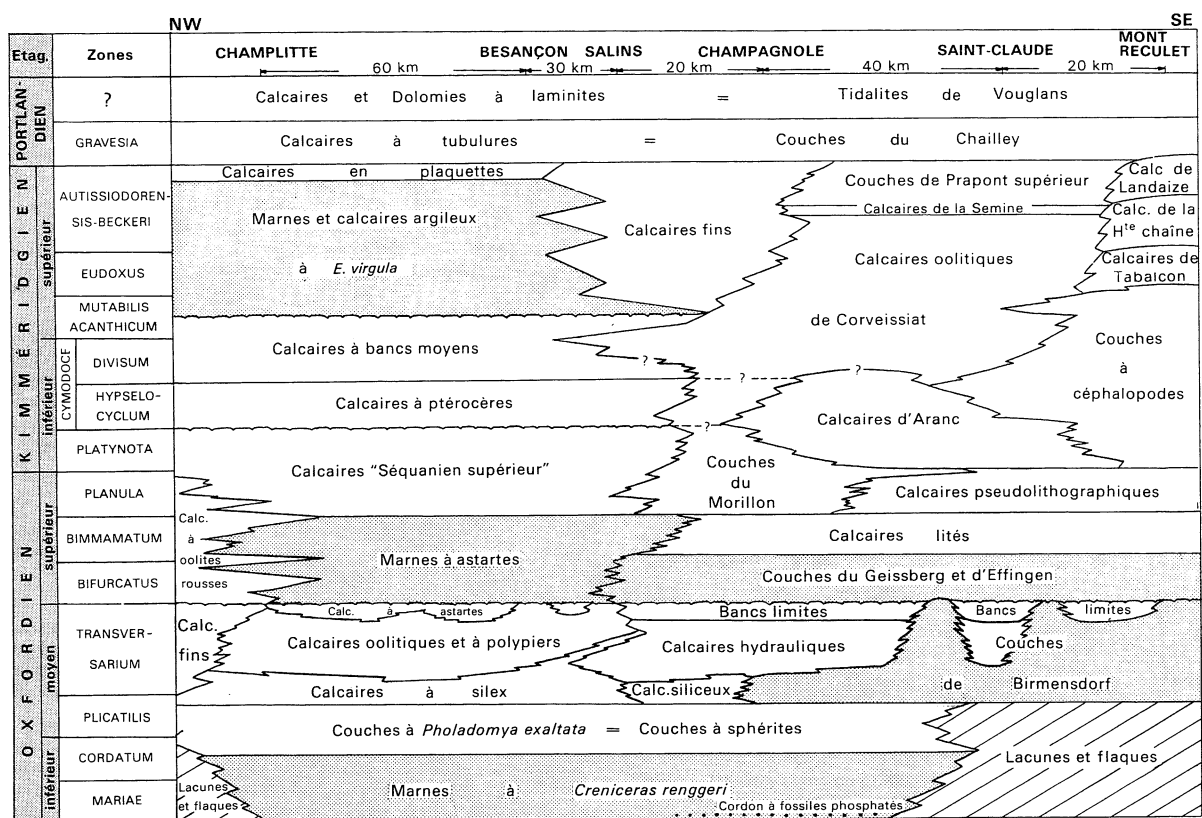 NW SE
Etag. Zones CHAMPLITTE BESANÇON SALINS CHAMPAGNOLE SAINT-CLAUDE MONT RECULET
60 km 30 km 20 km 40 km 20 km
PORTLAN-
DIEN
? Calcaires et Dolomies à laminites = Tidalites de Vouglans
GRAVESIA Calcaires à tubulures = Couches du Chailley
KIMMÉRIDGIEN
supérieur
inférieur
CYMODOCE
AUTISSIODOREN-
SIS-BECKERI
EUDOXUS
MUTABILIS
ACANTHICUM
DIVISUM
HYPSELO-
CYCLUM
PLATYNOTA
Calcaires en plaquettes
Marnes et calcaires argileux
à E. virgula
Calcaires fins
Couches de Prapont supérieur
Calcaires de la Semine
Calcaires oolitiques
de Corveissiat
Calc de
Landaize
Calc. de la
Hte chaîne
Calcaires de
Tabalcon
Couches
à
céphalopodes
Calcaires à bancs moyens
?
?
?
Calcaires à ptérocères
?
Calcaires d'Aranc
Calcaires "Séquanien supérieur"
Couches
du
Morillon
OXFORDIEN
supérieur
moyen
inférieur
PLANULA
BIMMAMATUM
BIFURCATUS
TRANSVER-
SARIUM
PLICATILIS
CORDATUM
MARIAE
Calcaires pseudolithographiques
Calc.
à
oolites
rousses
Marnes à astartes
Calcaires lités
Couches du Geissberg et d'Effingen
Calc. à astartes
Bancs limites
Bancs limites
Calc.
fins
Calcaires oolitiques et à polypiers
Calcaires hydrauliques
Couches
de Birmensdorf
Calcaires à silex
Calc.siliceux
Couches à Pholadomya exaltata = Couches à sphérites
Lacunes et flaques
Lacunes
et flaques
Marnes à Creniceras renggeri
Cordon à fossiles phosphatés